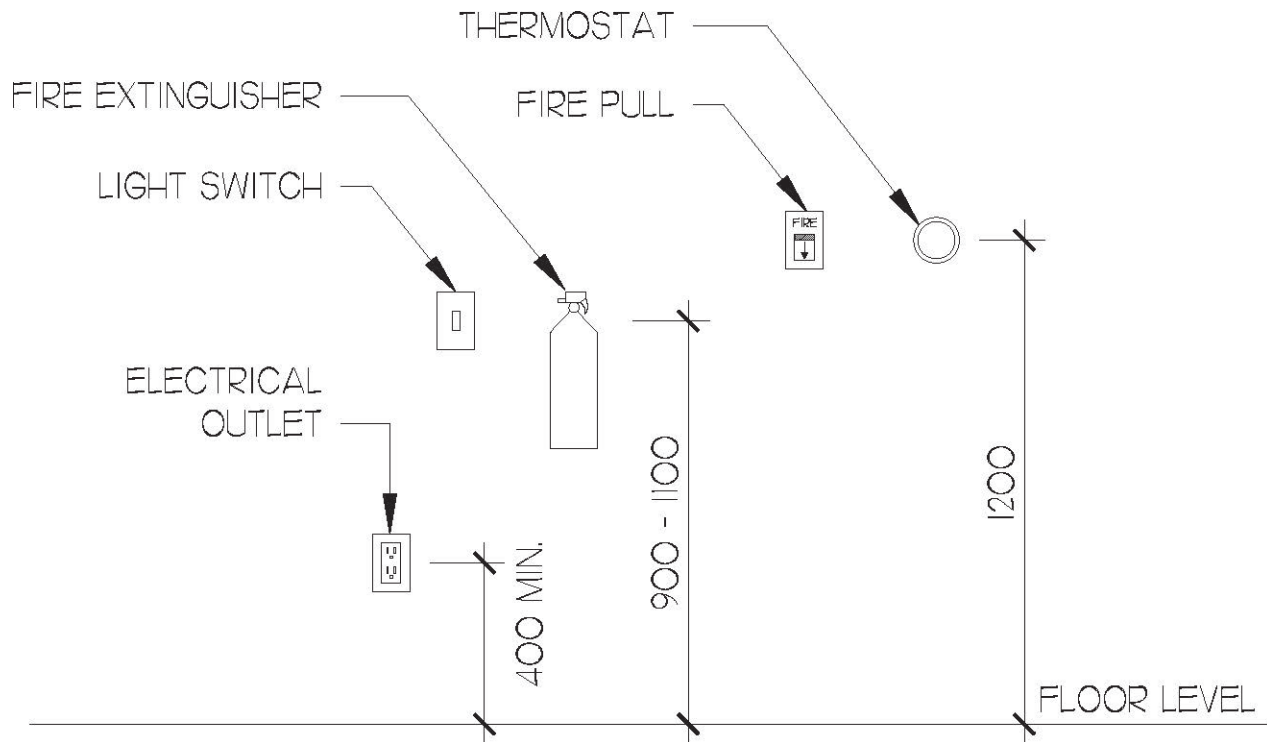 THERMOSTAT
FIRE EXTINGUISHER
FIRE PULL
LIGHT SWITCH
FIRE
ELECTRICAL
OUTLET
400 MIN.
900 - 1100
1200
FLOOR LEVEL